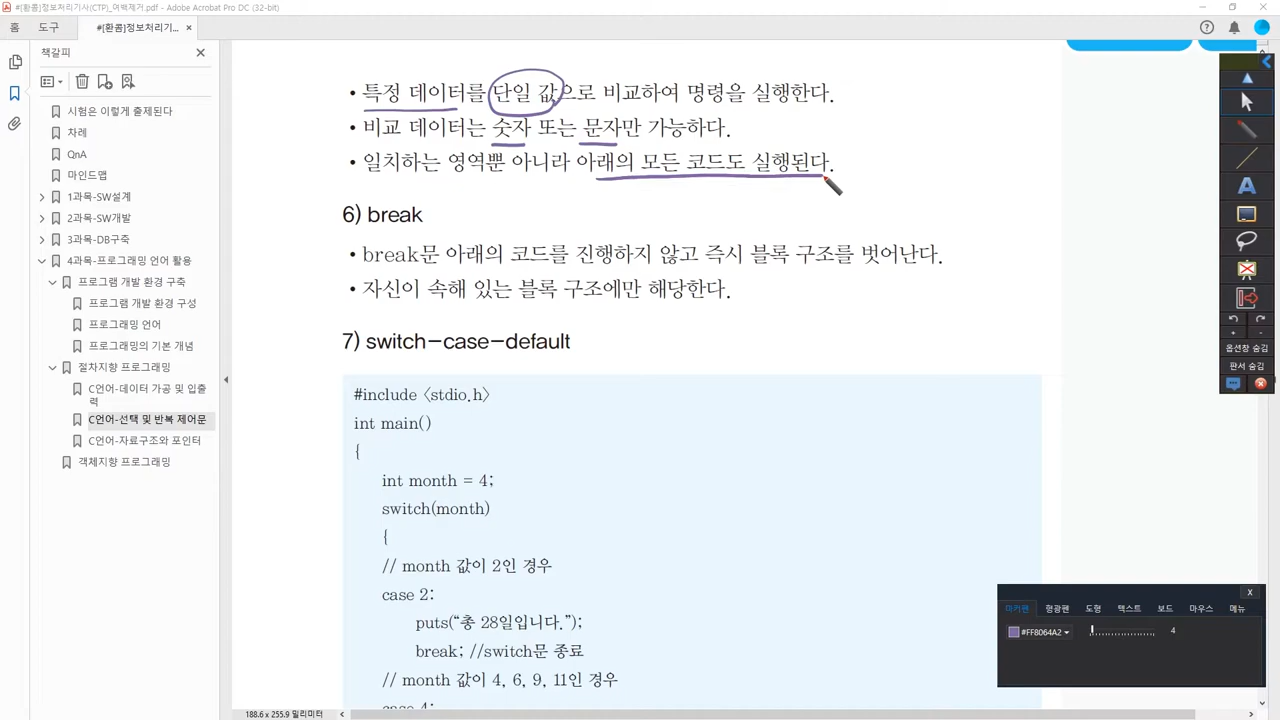 #[환콤]정보처리기사(CTP)_여백제거.pdf - Adobe Acrobat Pro DC (32-bit)
홈
도구
#[환콤]정보처리기...
책갈피
시험은 이렇게 출제된다
차례
QnA
마인드맵
1과목-SW설계
2과목-SW개발
3과목-DB구축
4과목-프로그래밍 언어 활용
프로그램 개발 환경 구축
프로그램 개발 환경 구성
프로그래밍 언어
프로그래밍의 기본 개념
절차지향 프로그래밍
C언어-데이터 가공 및 입출
력
C언어-선택 및 반복 제어문
C언어-자료구조와 포인터
객체지향 프로그래밍
• 특정 데이터를 단일 값으로 비교하여 명령을 실행한다.
• 비교 데이터는 숫자 또는 문자만 가능하다.
• 일치하는 영역뿐 아니라 아래의 모든 코드도 실행된다.
6) break
• break문 아래의 코드를 진행하지 않고 즉시 블록 구조를 벗어난다.
• 자신이 속해 있는 블록 구조에만 해당한다.
7) switch-case-default
#include <stdio.h>
int main()
{
int month = 4;
switch(month)
{
// month 값이 2인 경우
case 2:
puts(“총 28일입니다.”);
break; //switch문 종료
// month 값이 4, 6, 9, 11인 경우
case 4:
188.6 x 255.9 밀리미터
옵션창 숨김
판서 숨김
마카펜
형광펜
도형
텍스트
보드
마우스
메뉴
#FF8064A2
4